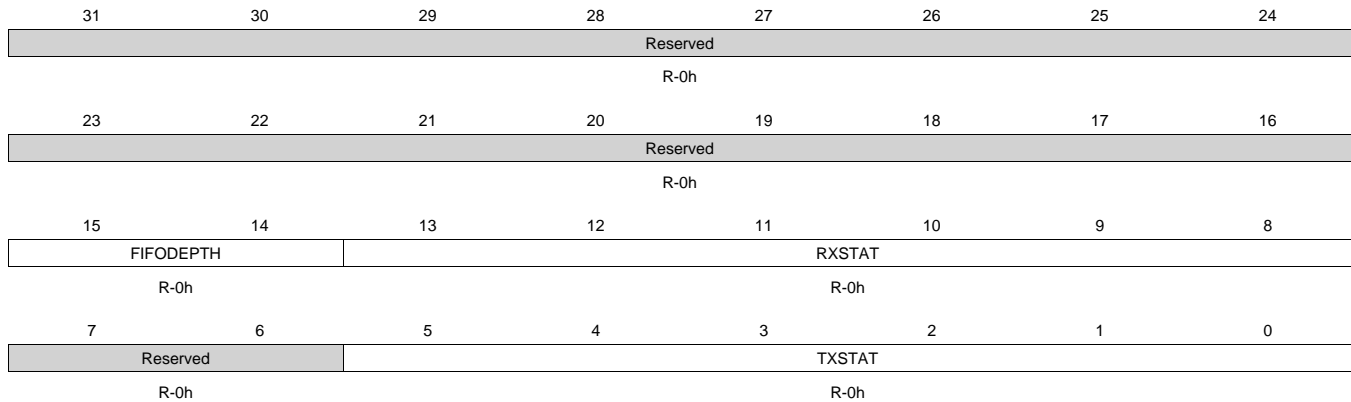 31 30 29 28 27 26 25 24
Reserved
R-0h
23 22 21 20 19 18 17 16
Reserved
R-0h
15 14 13 12 11 10 9 8
FIFODEPTH RXSTAT
R-0h R-0h
7 6 5 4 3 2 1 0
Reserved TXSTAT
R-0h R-0h